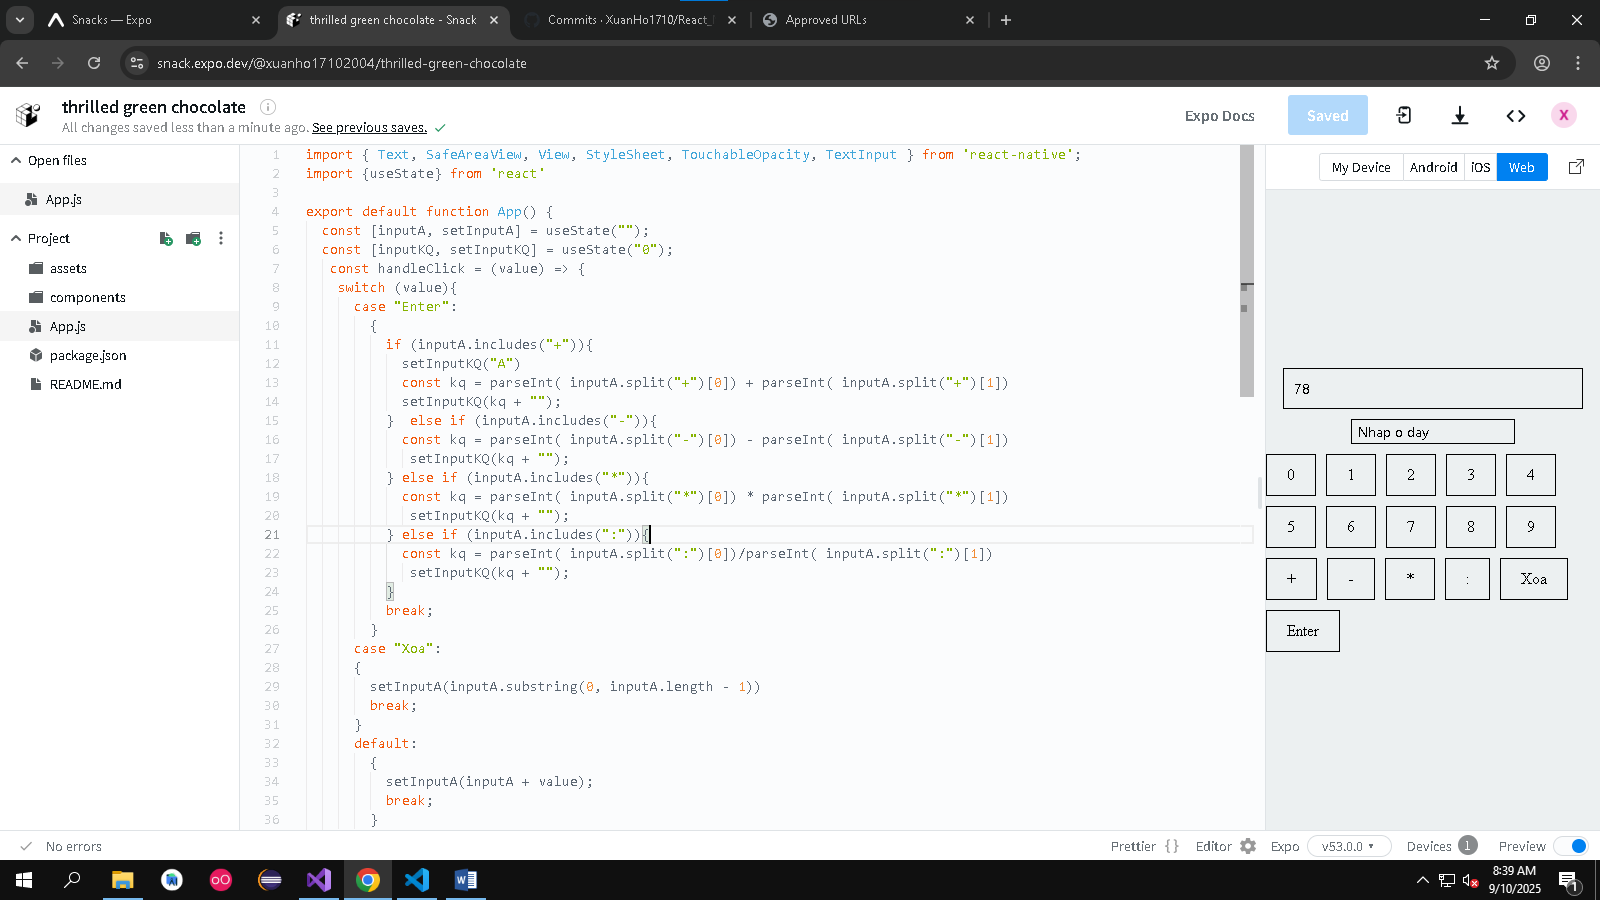 Snacks — Expo
thrilled green chocolate - Snack
Commits · XuanHo1710/React_
Approved URLs
snack.expo.dev/@xuanho17102004/thrilled-green-chocolate
thrilled green chocolate
All changes saved less than a minute ago. See previous saves.
Expo Docs
Saved
X
Open files
App.js
Project
assets
components
App.js
package.json
README.md
1 import { Text, SafeAreaView, View, StyleSheet, TouchableOpacity, TextInput } from 'react-native';
2 import {useState} from 'react'
3
4 export default function App() {
5 const [inputA, setInputA] = useState("");
6 const [inputKQ, setInputKQ] = useState("0");
7 const handleClick = (value) => {
8 switch (value){
9 case "Enter":
10 {
11 if (inputA.includes("+")){
12 setInputKQ("A")
13 const kq = parseInt( inputA.split("+")[0]) + parseInt( inputA.split("+")[1])
14 setInputKQ(kq + "");
15 }  else if (inputA.includes("-")){
16 const kq = parseInt( inputA.split("-")[0]) - parseInt( inputA.split("-")[1])
17 setInputKQ(kq + "");
18 } else if (inputA.includes("*")){
19 const kq = parseInt( inputA.split("*")[0]) * parseInt( inputA.split("*")[1])
20 setInputKQ(kq + "");
21 } else if (inputA.includes(":")){
22 const kq = parseInt( inputA.split(":")[0])/parseInt( inputA.split(":")[1])
23 setInputKQ(kq + "");
24 }
25 break;
26 }
27 case "Xoa":
28 {
29 setInputA(inputA.substring(0, inputA.length - 1))
30 break;
31 }
32 default:
33 {
34 setInputA(inputA + value);
35 break;
36 }
My Device Android iOS Web
78
Nhap o day
0 1 2 3 4
5 6 7 8 9
+ - * : Xoa
Enter
No errors
Prettier {} Editor Expo v53.0.0 Devices 1 Preview
8:39 AM
9/10/2025
1